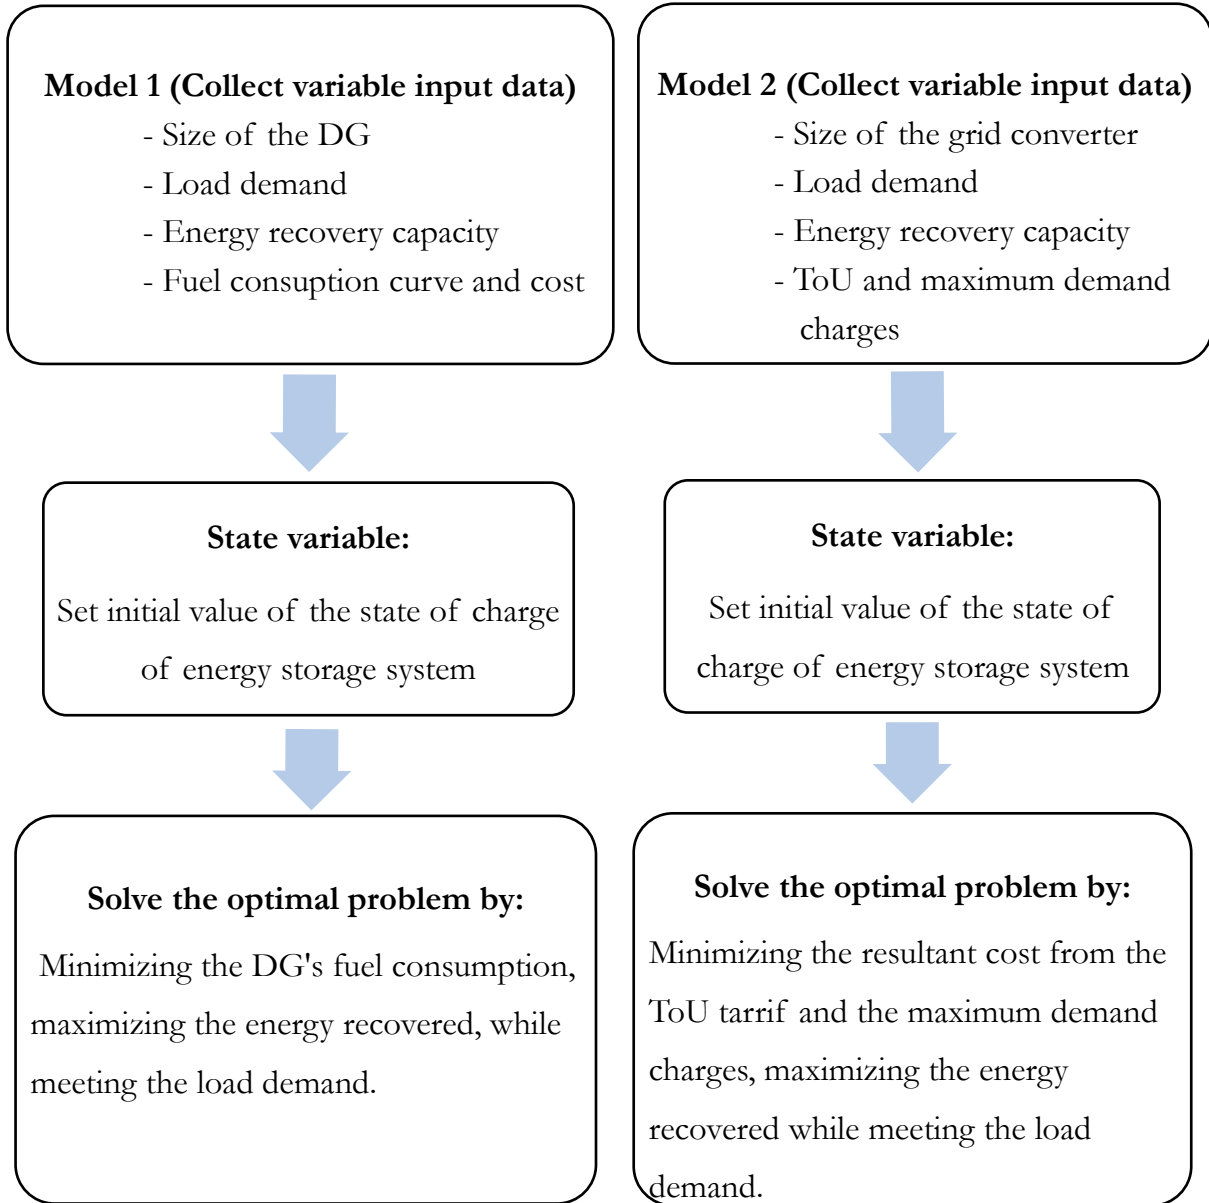 Model 1 (Collect variable input data)
- Size of the DG
- Load demand
- Energy recovery capacity
- Fuel consuption curve and cost
State variable:
Set initial value of the state of charge
of energy storage system
Solve the optimal problem by:
Minimizing the DG's fuel consumption,
maximizing the energy recovered, while
meeting the load demand.
Model 2 (Collect variable input data)
- Size of the grid converter
- Load demand
- Energy recovery capacity
- ToU and maximum demand
charges
State variable:
Set initial value of the state of
charge of energy storage system
Solve the optimal problem by:
Minimizing the resultant cost from the
ToU tarrif and the maximum demand
charges, maximizing the energy
recovered while meeting the load
demand.